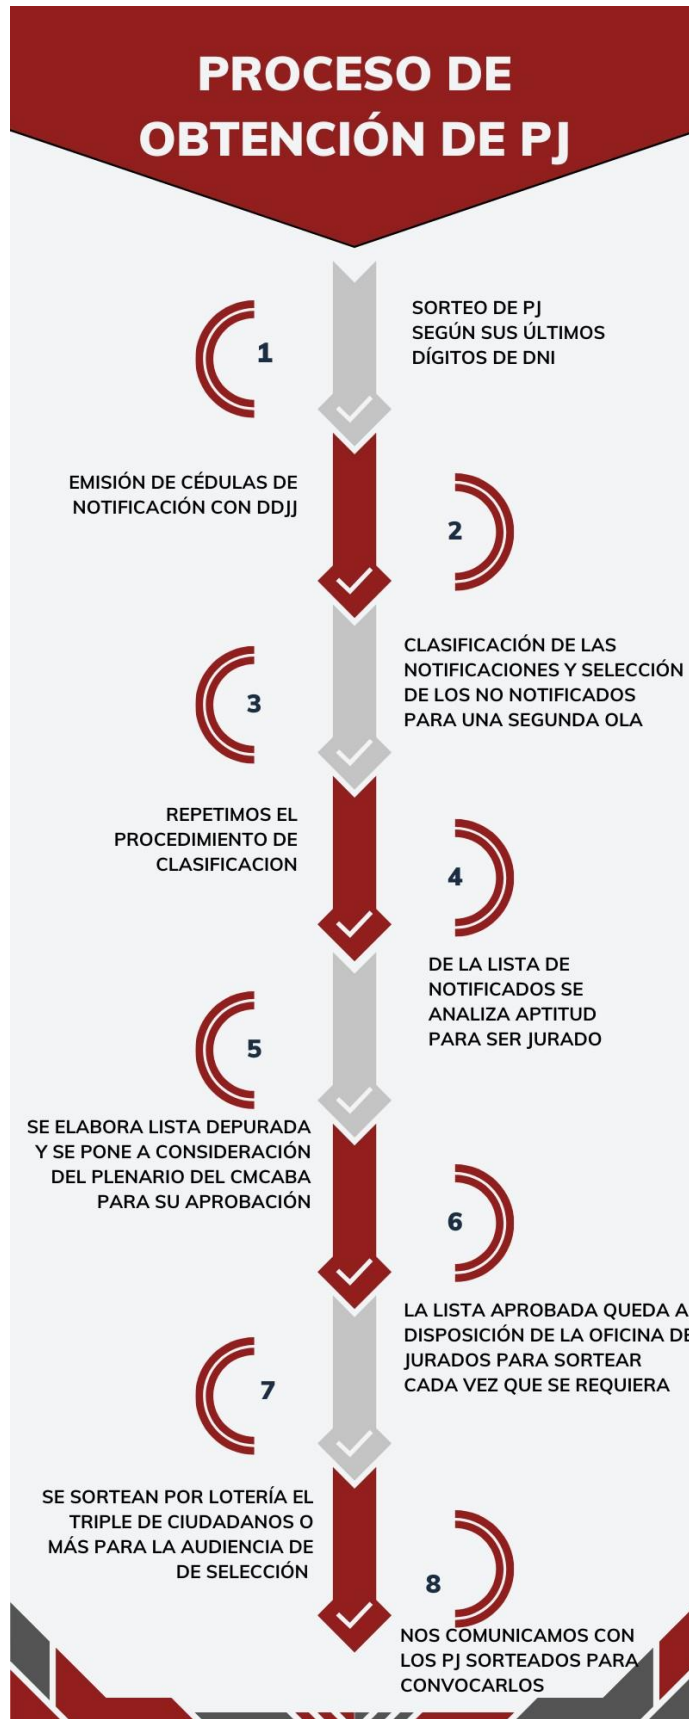 PROCESO DE
OBTENCIÓN DE PJ
1
SORTEO DE PJ
SEGÚN SUS ÚLTIMOS
DÍGITOS DE DNI
2
EMISIÓN DE CÉDULAS DE
NOTIFICACIÓN CON DDJJ
3
CLASIFICACIÓN DE LAS
NOTIFICACIONES Y SELECCIÓN
DE LOS NO NOTIFICADOS
PARA UNA SEGUNDA OLA
4
REPETIMOS EL
PROCEDIMIENTO DE
CLASIFICACION
5
DE LA LISTA DE
NOTIFICADOS SE
ANALIZA APTITUD
PARA SER JURADO
6
SE ELABORA LISTA DEPURADA
Y SE PONE A CONSIDERACIÓN
DEL PLENARIO DEL CMCABA
PARA SU APROBACIÓN
7
LA LISTA APROBADA QUEDA A
DISPOSICIÓN DE LA OFICINA DE
JURADOS PARA SORTEAR
CADA VEZ QUE SE REQUIERA
8
SE SORTEAN POR LOTERÍA EL
TRIPLE DE CIUDADANOS O
MÁS PARA LA AUDIENCIA DE
DE SELECCIÓN
NOS COMUNICAMOS CON
LOS PJ SORTEADOS PARA
CONVOCARLOS